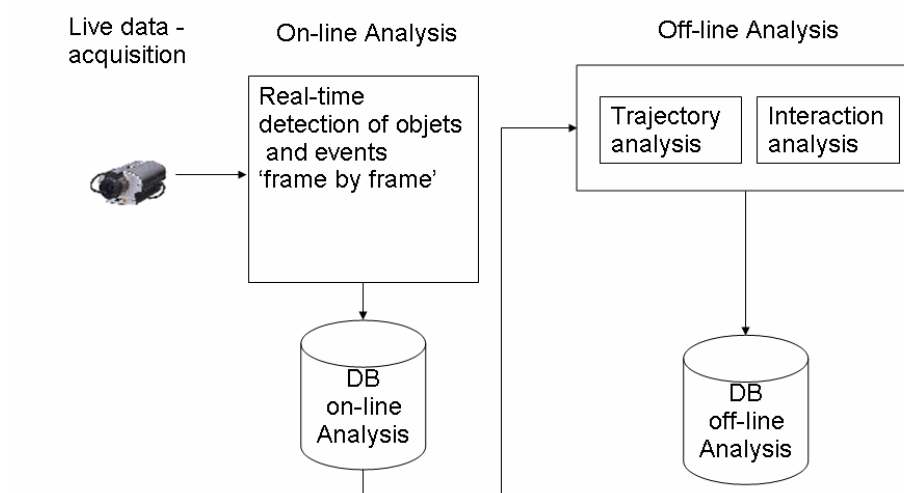 Live data -
acquisition
On-line Analysis
Off-line Analysis
Real-time
detection of objets
and events
‘frame by frame’
Trajectory
analysis
Interaction
analysis
DB
on-line
Analysis
DB
off-line
Analysis